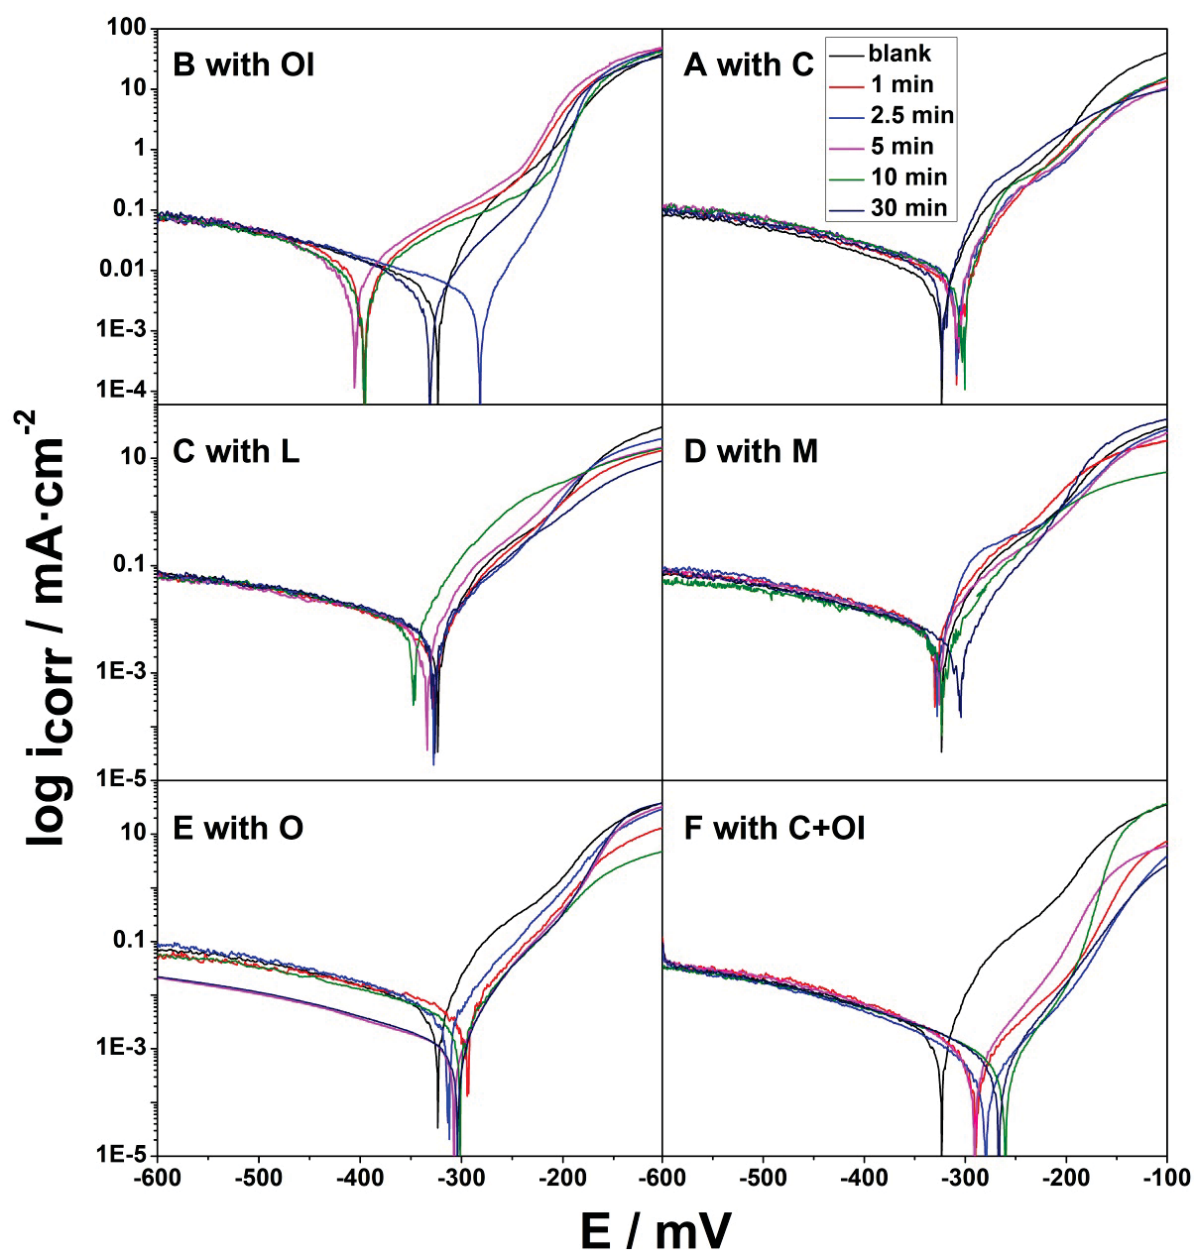 100
10
1
0.1
0.01
1E-3
1E-4
B with OI
A with C
blank
1 min
2.5 min
5 min
10 min
30 min
10
0.1
1E-3
1E-5
C with L
D with M
10
0.1
1E-3
1E-5
E with O
F with C+OI
-600 -500 -400 -300 -200 -600 -500 -400 -300 -200 -100
log icorr / mA·cm-2
E / mV